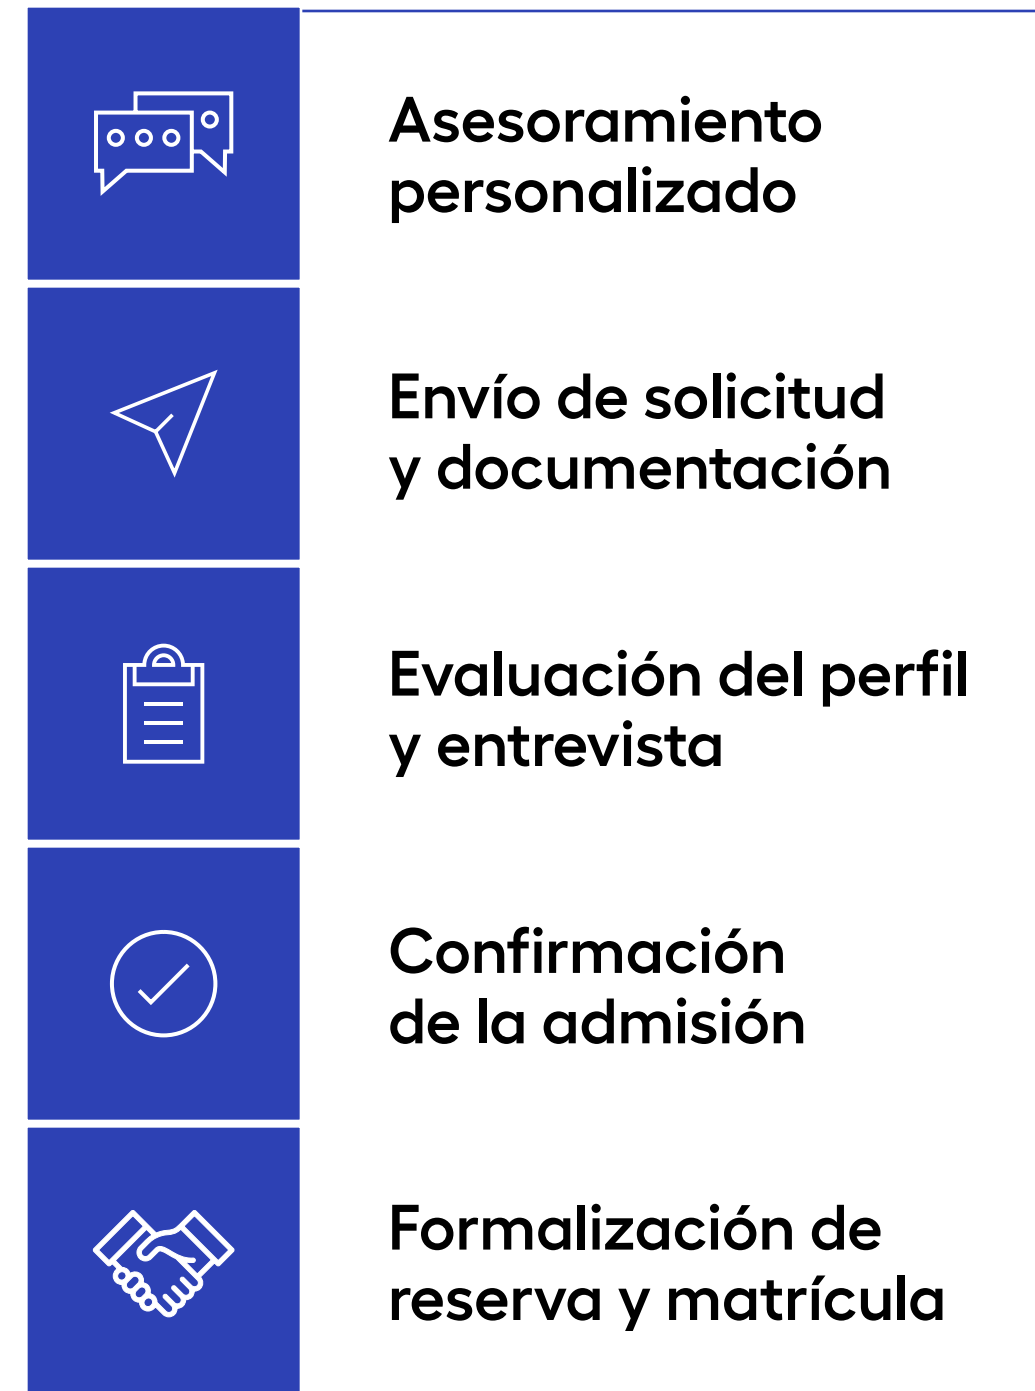 Asesoramiento
personalizado
Envío de solicitud
y documentación
Evaluación del perfil
y entrevista
Confirmación
de la admisión
Formalización de
reserva y matrícula